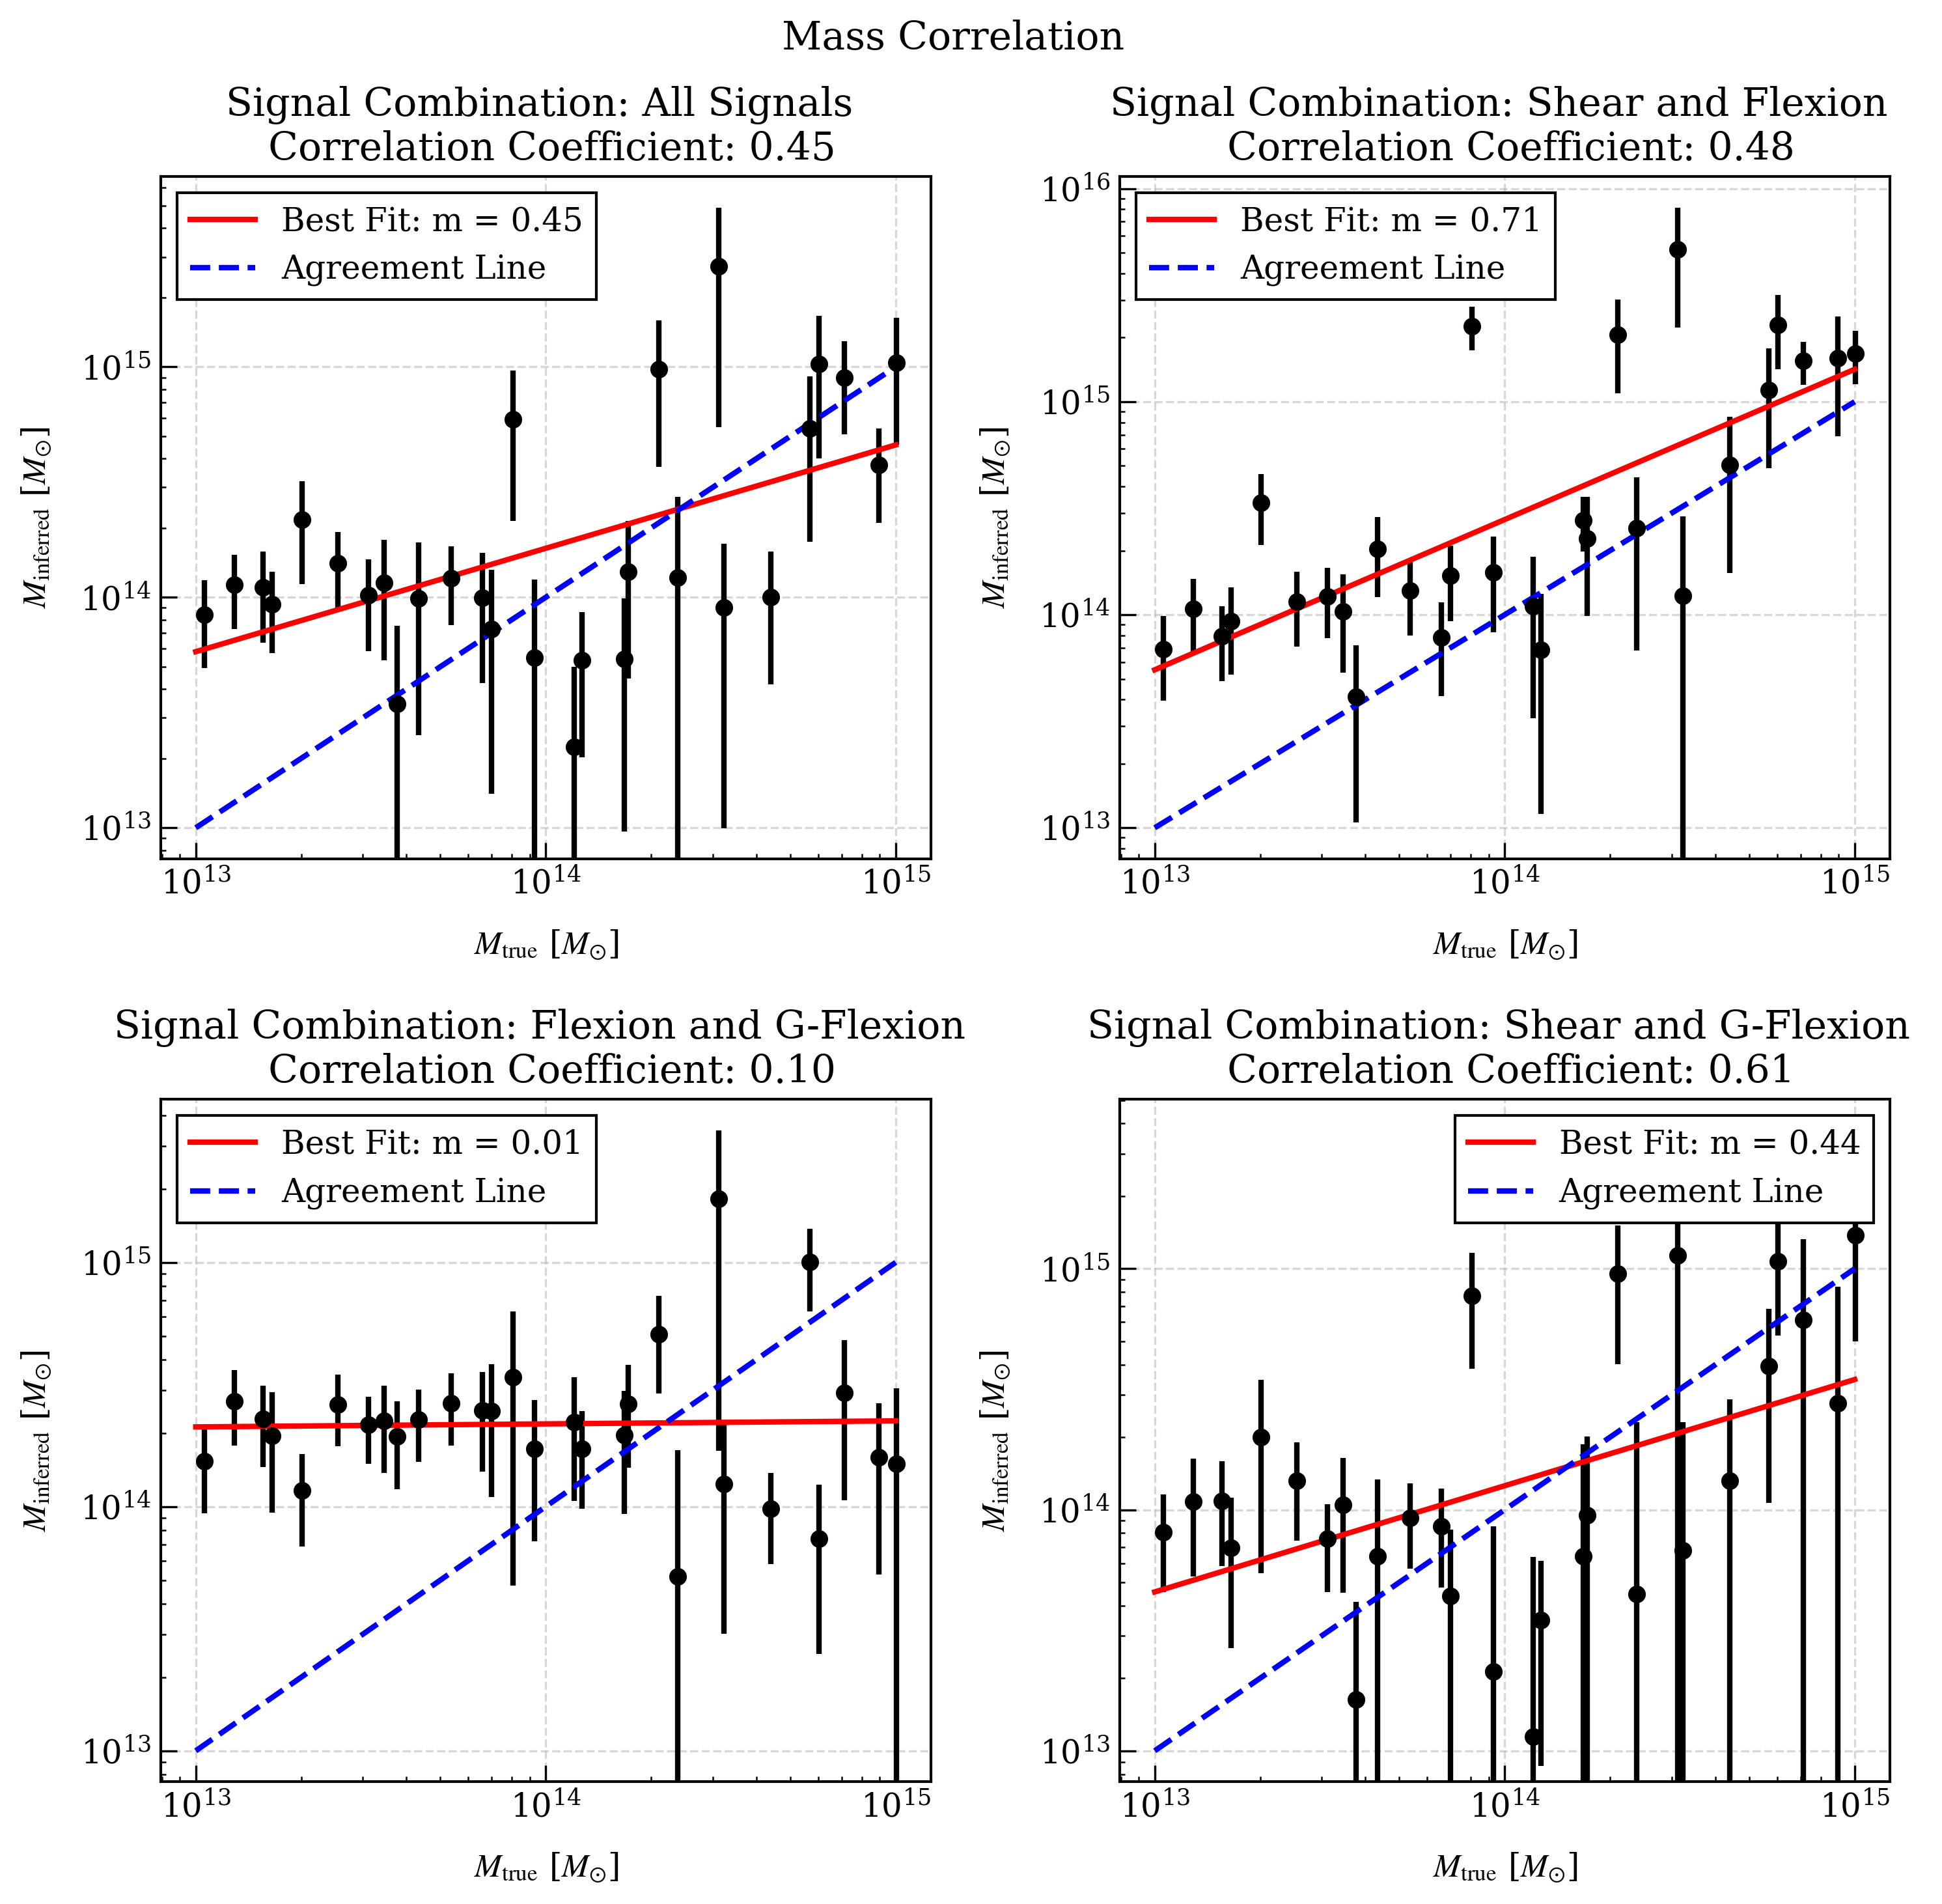 Mass Correlation
Signal Combination: All Signals
Correlation Coefficient: 0.45
Best Fit: m = 0.45
Agreement Line
10^15
10^14
10^13
M_inferred [M_⊙]
10^13 10^14 10^15
M_true [M_⊙]
Signal Combination: Shear and Flexion
Correlation Coefficient: 0.48
Best Fit: m = 0.71
Agreement Line
10^16
10^15
10^14
10^13
M_inferred [M_⊙]
10^13 10^14 10^15
M_true [M_⊙]
Signal Combination: Flexion and G-Flexion
Correlation Coefficient: 0.10
Best Fit: m = 0.01
Agreement Line
10^15
10^14
10^13
M_inferred [M_⊙]
10^13 10^14 10^15
M_true [M_⊙]
Signal Combination: Shear and G-Flexion
Correlation Coefficient: 0.61
Best Fit: m = 0.44
Agreement Line
10^15
10^14
10^13
M_inferred [M_⊙]
10^13 10^14 10^15
M_true [M_⊙]